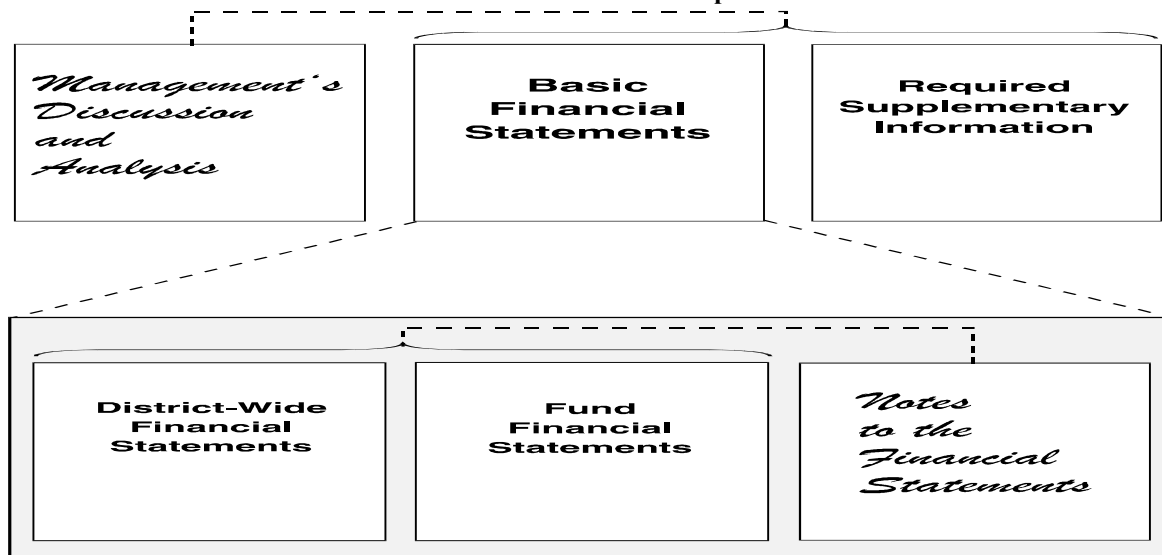 Management's
Discussion
and
Analysis
Basic
Financial
Statements
Required
Supplementary
Information
District-Wide
Financial
Statements
Fund
Financial
Statements
Notes
to the
Financial
Statements